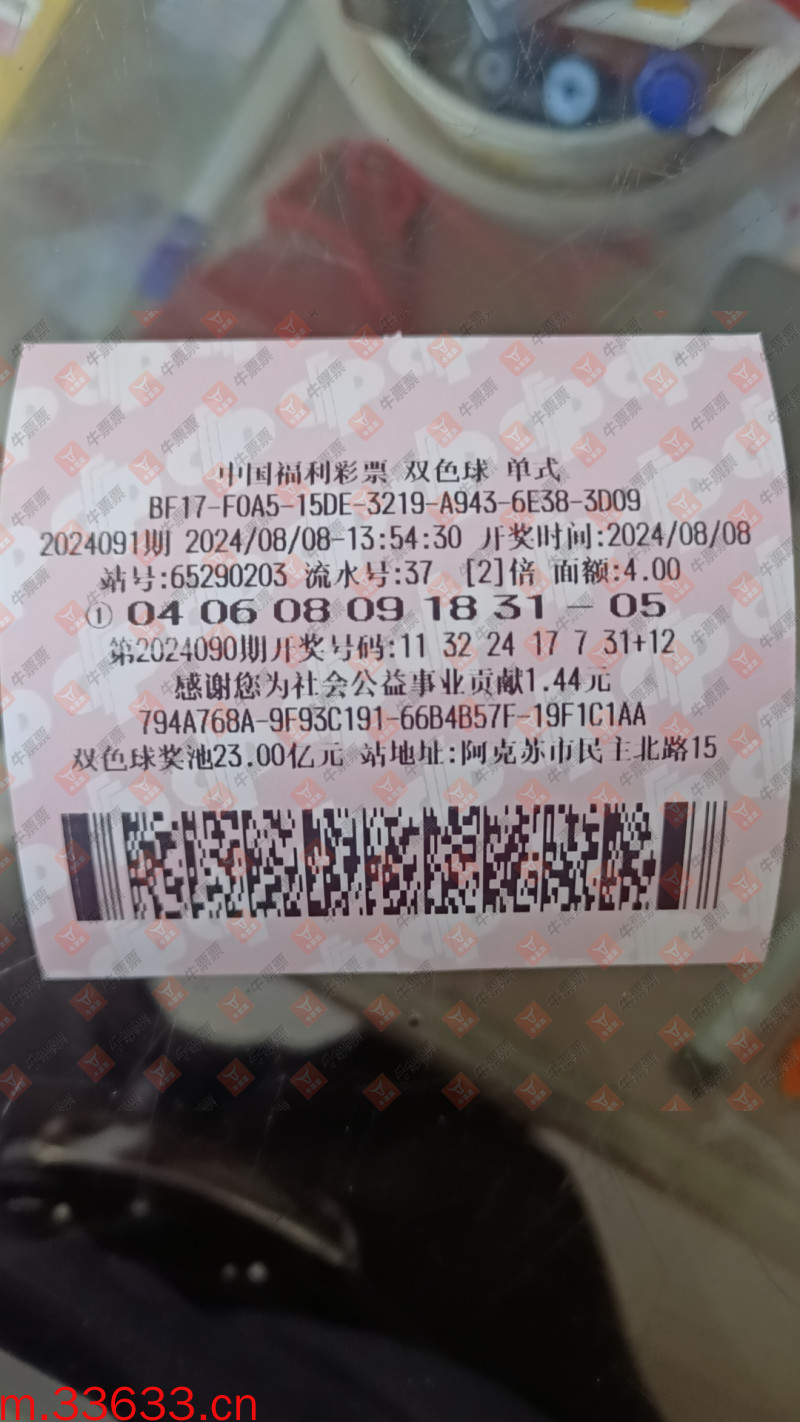 中国福利彩票 双色球 单式
BF17-F0A5-15DE-3219-A943-6E38-3D09
2024091期 2024/08/08-13:54:30 开奖时间:2024/08/08
站号:65290203 流水号:37 [2]倍 面额:4.00
① 04 06 08 09 18 31 — 05
第2024090期开奖号码:11 32 24 17 7 31+12
感谢您为社会公益事业贡献1.44元
794A768A-9F93C191-66B4B57F-19F1C1AA
双色球奖池23.00亿元 站地址:阿克苏市民主北路15
牛票票
m.33633.cn